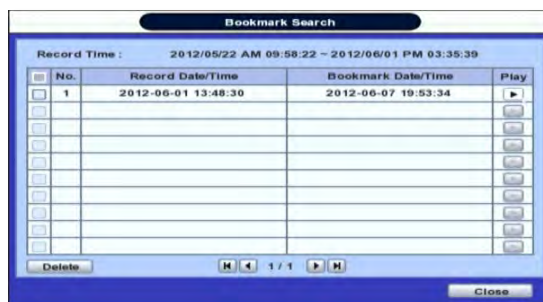 Bookmark Search
Record Time : 2012/05/22 AM 09:58:22 ~ 2012/06/01 PM 03:35:39
No. Record Date/Time Bookmark Date/Time Play
1 2012-06-01 13:48:30 2012-06-07 19:53:34
Delete 1 / 1
Close